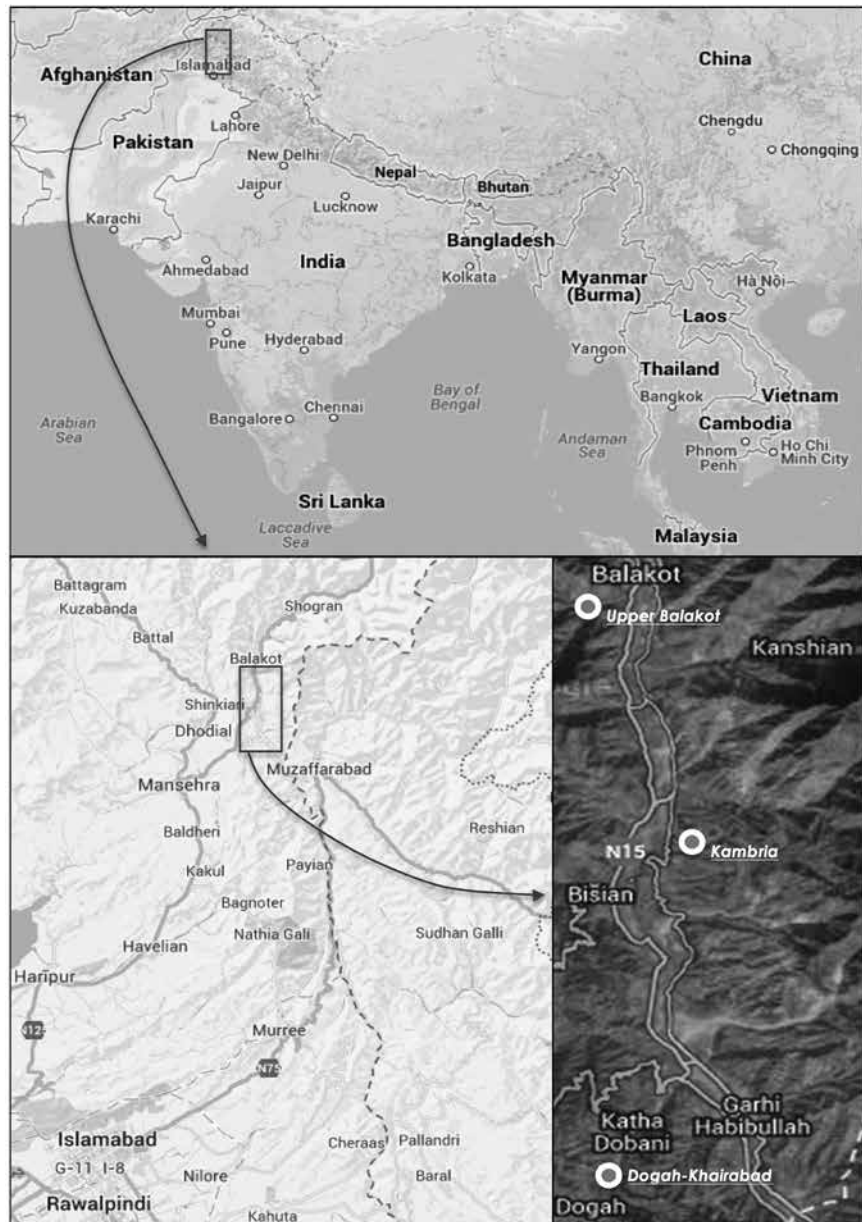 Afghanistan
Islamabad
China
Lahore
Pakistan
Chengdu
Chongqing
New Delhi
Nepal
Bhutan
Jaipur
Lucknow
Karachi
Bangladesh
India
Ahmedabad
Kolkata
Myanmar
(Burma)
Hà Nội
Laos
Mumbai
Pune
Hyderabad
Yangon
Thailand
Bay of
Bengal
Vietnam
Bangkok
Arabian
Sea
Bangalore
Chennai
Andaman
Sea
Cambodia
Phnom
Penh
Ho Chi
Minh City
Sri Lanka
Laccadive
Sea
Malaysia
Battagram
Kuzabanda
Shogran
Battal
Balakot
Shinkiari
Dhodial
Muzaffarabad
Mansehra
Baldheri
Reshian
Kakul
Payian
Bagnoter
Nathia Gali
Sudhan Galli
Havelian
Haripur
N12
Murree
N75
Islamabad
G-11 I-8
Cheraas
Pallandri
Nilore
Baral
Rawalpindi
Kahuta
Balakot
Upper Balakot
Kanshian
N15
Kambria
Bišian
Garhi
Habibullah
Katha
Dobani
Dogah-Khairabad
Dogah